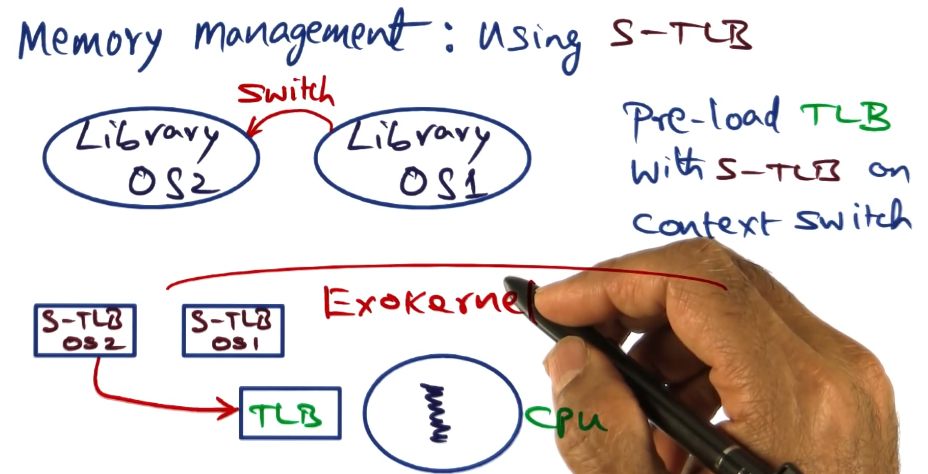 Memory management: Using S-TLB
Switch
Library OS2
Library OS1
Pre-load TLB
with S-TLB on
context switch
Exokernel
S-TLB
OS2
S-TLB
OS1
TLB
CPU